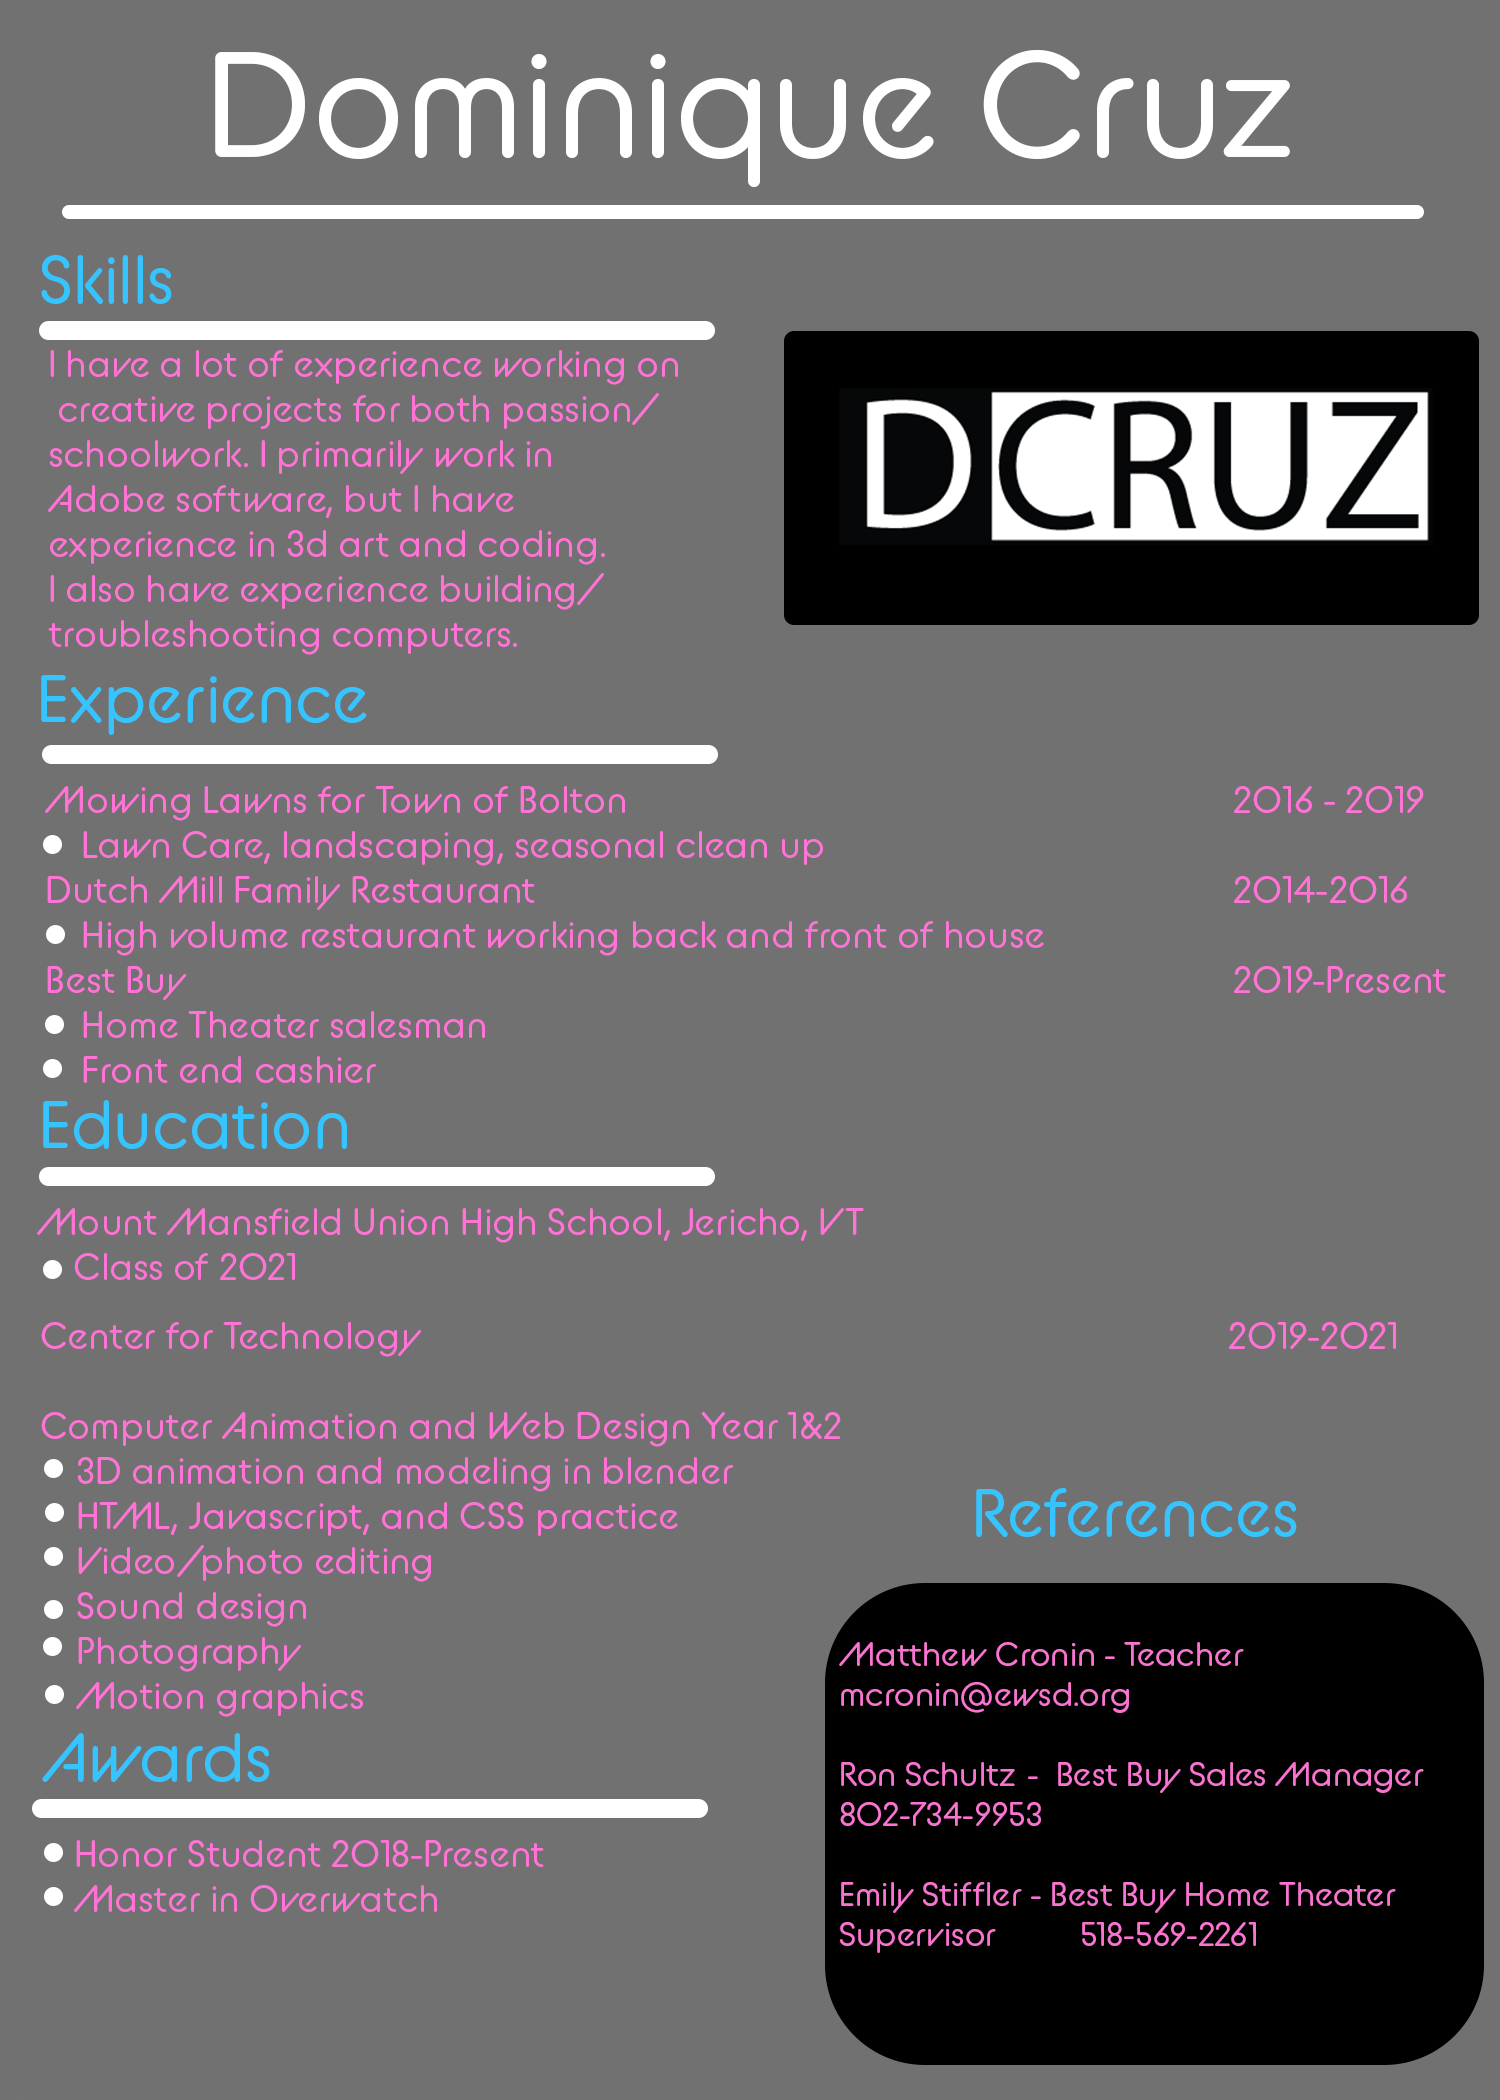 Dominique Cruz
Skills
I have a lot of experience working on
creative projects for both passion/
schoolwork. I primarily work in
Adobe software, but I have
experience in 3d art and coding.
I also have experience building/
troubleshooting computers.
DCRUZ
Experience
Mowing Lawns for Town of Bolton 2016 - 2019
Lawn Care, landscaping, seasonal clean up
Dutch Mill Family Restaurant 2014-2016
High volume restaurant working back and front of house
Best Buy 2019-Present
Home Theater salesman
Front end cashier
Education
Mount Mansfield Union High School, Jericho, VT
Class of 2021
Center for Technology 2019-2021
Computer Animation and Web Design Year 1&2
3D animation and modeling in blender
HTML, Javascript, and CSS practice
Video/photo editing
Sound design
Photography
Motion graphics
Awards
Honor Student 2018-Present
Master in Overwatch
References
Matthew Cronin - Teacher
mcronin@ewsd.org
Ron Schultz - Best Buy Sales Manager
802-734-9953
Emily Stiffler - Best Buy Home Theater
Supervisor 518-569-2261